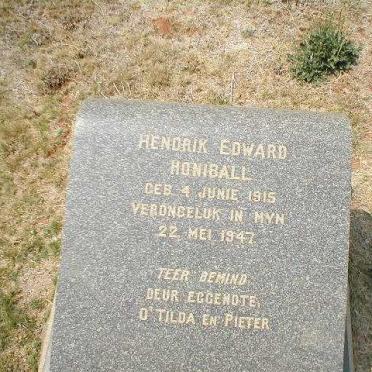 HENDRIK EDWARD
HONIBALL
GEB 4 JUNIE 1915
VERONGELUK IN MYN
22 MEI 1947
TEER BEMIND
DEUR EGGENOTE,
DR TILDA EN PIETER